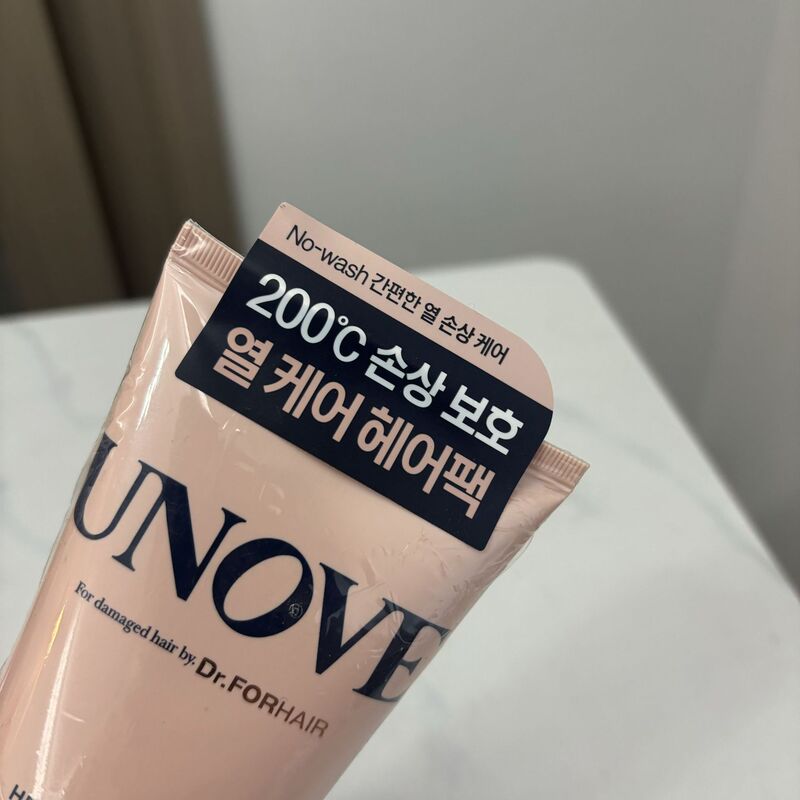 No-wash 간편한 열 손상 케어
200℃ 손상 보호
열 케어 헤어팩
UNOVE
For damaged hair by. Dr.FORHAIR